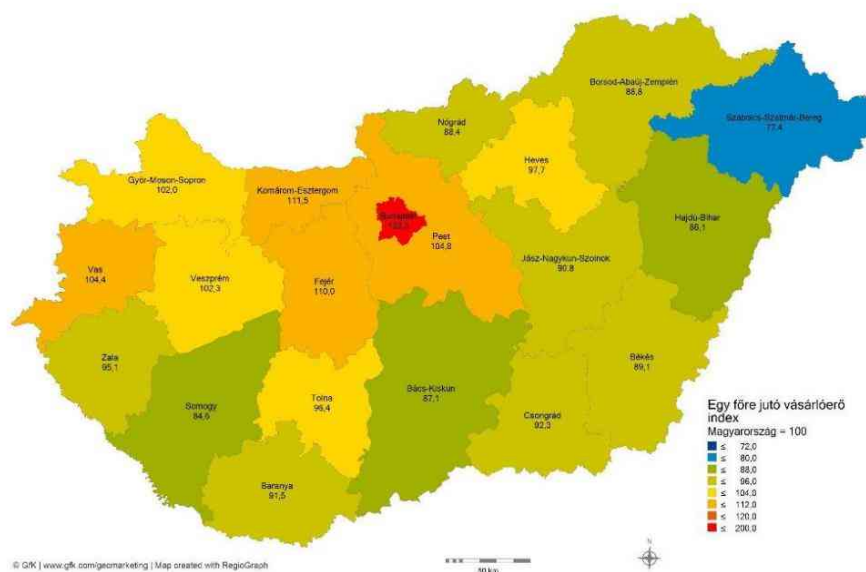 Borsod-Abaúj-Zemplén
88,8
Szabolcs-Szatmár-Bereg
77,4
Nógrád
88,4
Heves
97,7
Győr-Moson-Sopron
102,0
Komárom-Esztergom
111,5
Budapest
Pest
104,8
Hajdú-Bihar
86,1
Jász-Nagykun-Szolnok
90,8
Vas
104,4
Veszprém
102,3
Fejér
110,0
Zala
95,1
Somogy
84,6
Tolna
96,4
Bács-Kiskun
87,1
Békés
89,1
Csongrád
92,3
Baranya
91,5
Egy főre jutó vásárlóerő
index
Magyarország = 100
≤ 72,0
≤ 80,0
≤ 88,0
≤ 96,0
≤ 104,0
≤ 112,0
≤ 120,0
≤ 200,0
N
50 km
© GfK | www.gfk.com/geomarketing | Map created with RegioGraph